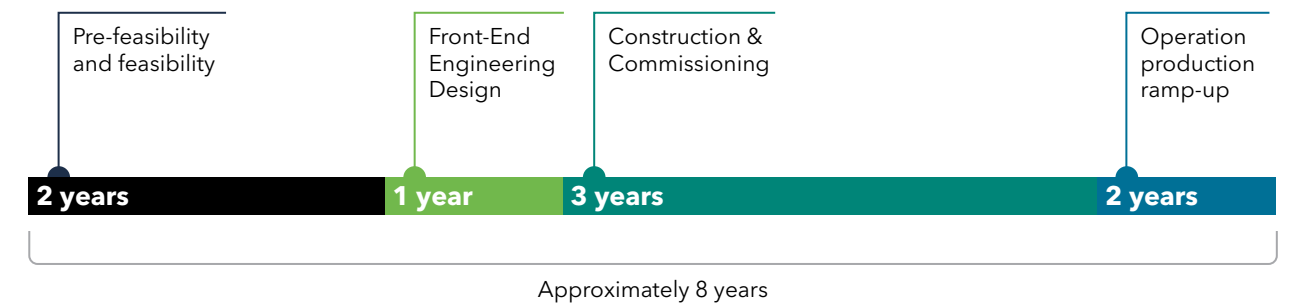 Pre-feasibility
and feasibility
Front-End
Engineering
Design
Construction &
Commissioning
Operation
production
ramp-up
2 years
1 year
3 years
2 years
Approximately 8 years